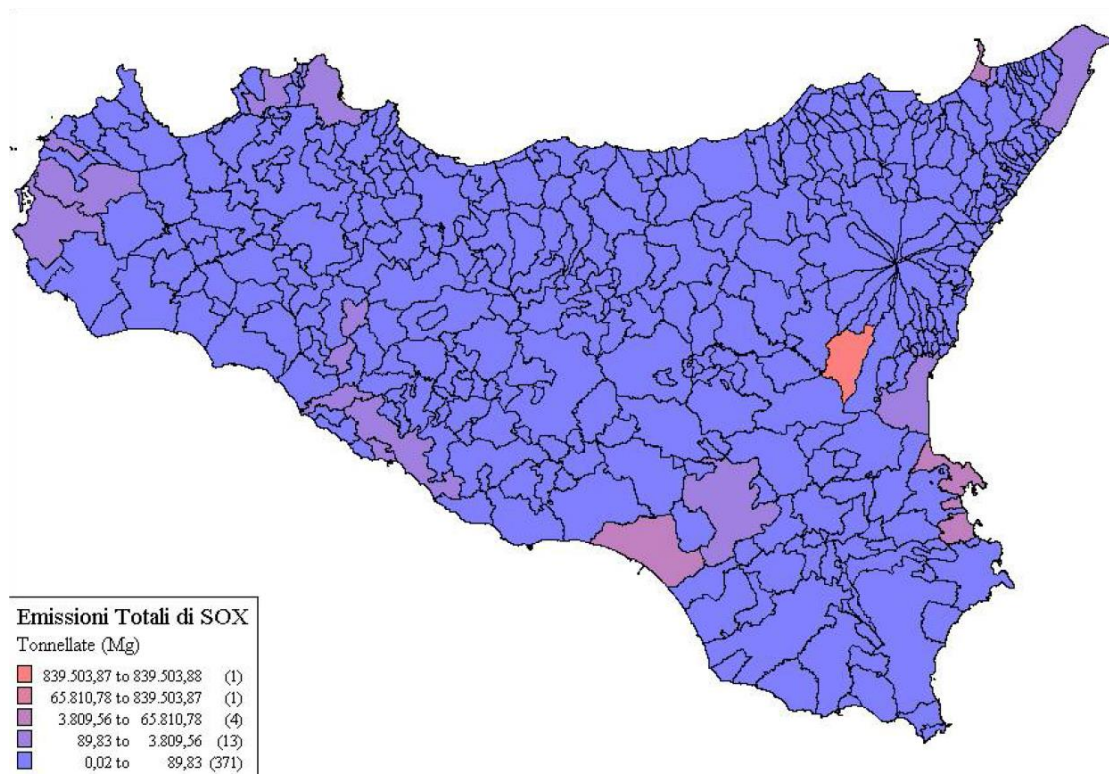 Emissioni Totali di SOX
Tonnellate (Mg)
839.503,87 to 839.503,88 (1)
65.810,78 to 839.503,87 (1)
3.809,56 to 65.810,78 (4)
89,83 to 3.809,56 (13)
0,02 to 89,83 (371)